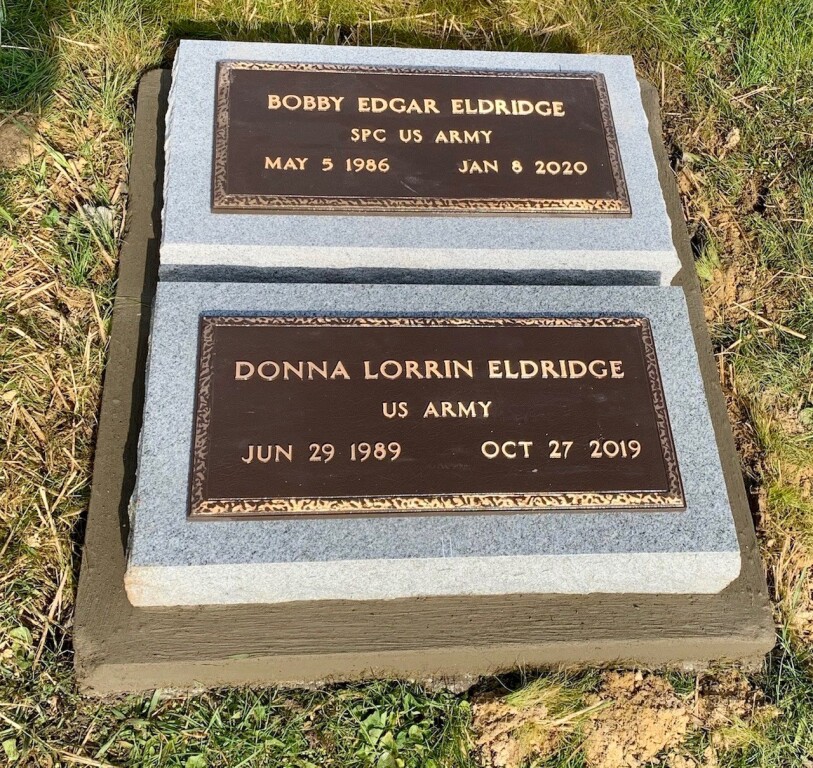 BOBBY EDGAR ELDRIDGE
SPC US ARMY
MAY 5 1986 JAN 8 2020
DONNA LORRIN ELDRIDGE
US ARMY
JUN 29 1989 OCT 27 2019